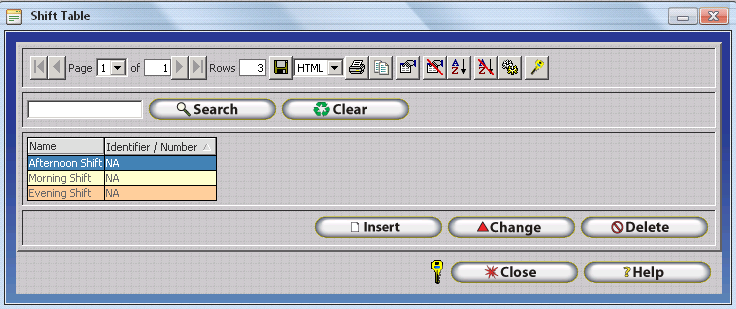 Shift Table
Page 1 of 1 Rows 3 HTML
Search Clear
Name Identifier / Number
Afternoon Shift NA
Morning Shift NA
Evening Shift NA
Insert Change Delete
Close ?Help